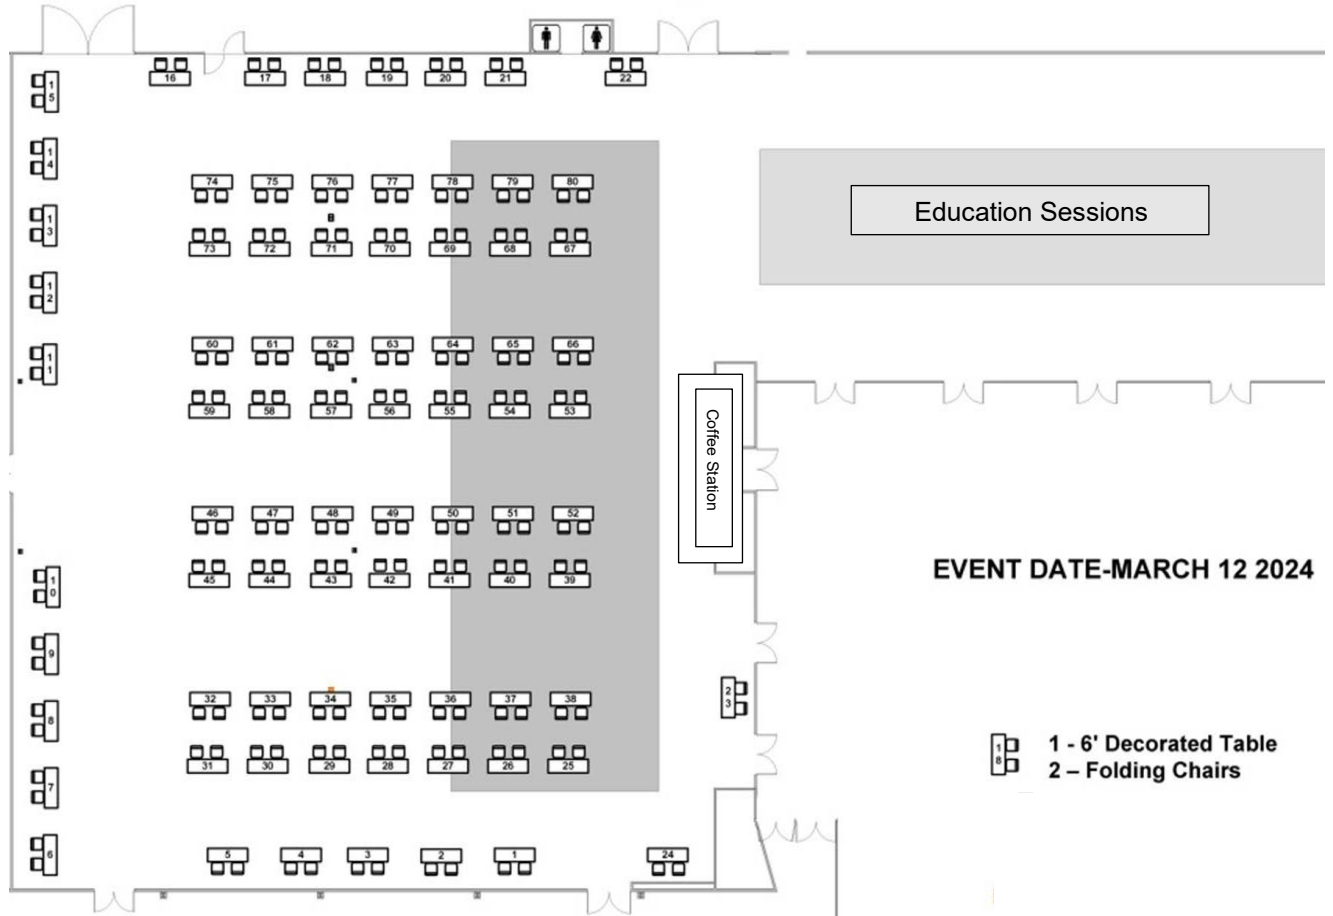 16 17 18 19 20 21 22
15
14
13
12
11
10
9
8
7
6
74 75 76 77 78 79 80
73 72 71 70 69 68 67
60 61 62 63 64 65 66
59 58 57 56 55 54 53
46 47 48 49 50 51 52
45 44 43 42 41 40 39
32 33 34 35 36 37 38
31 30 29 28 27 26 25
5 4 3 2 1 24
23
Education Sessions
Coffee Station
EVENT DATE-MARCH 12 2024
18
1 - 6' Decorated Table
2 – Folding Chairs